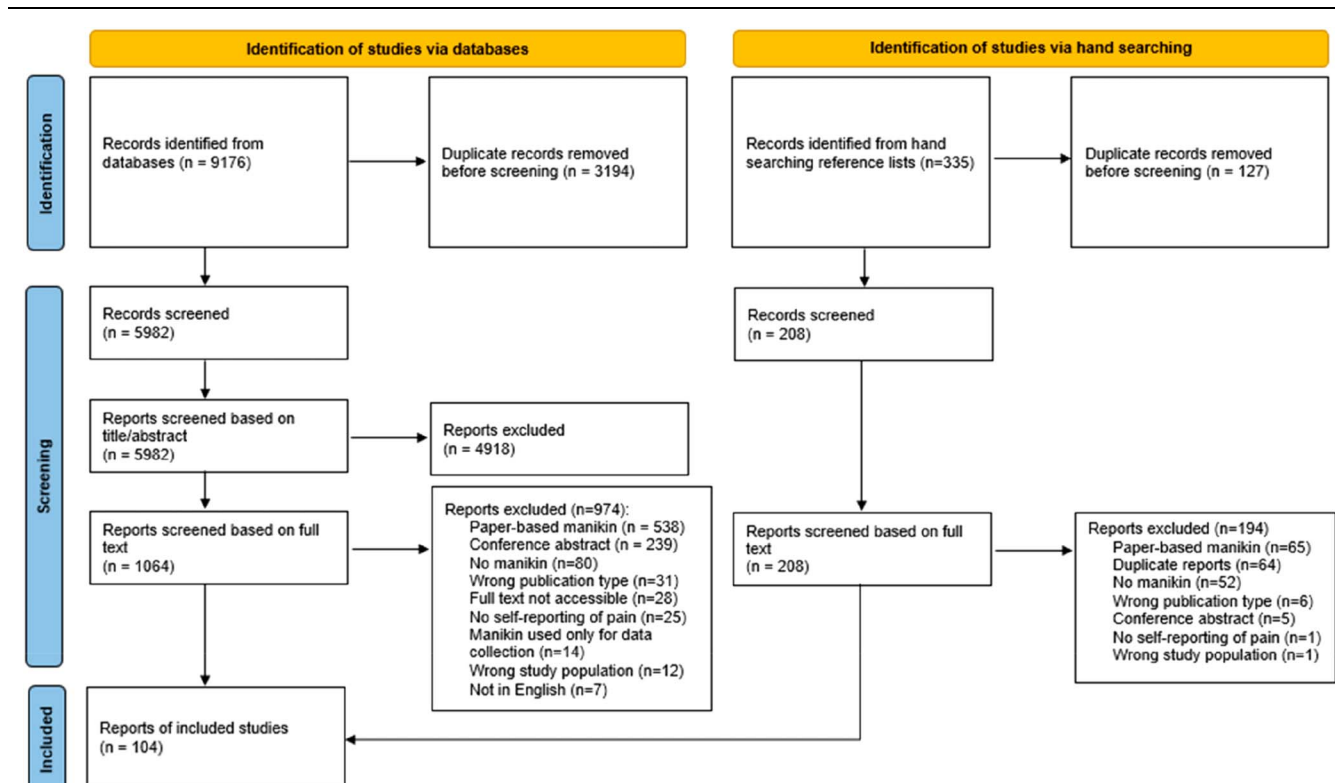 Identification of studies via databases
Identification of studies via hand searching
Identification
Records identified from
databases (n = 9176)
Duplicate records removed
before screening (n = 3194)
Records identified from hand
searching reference lists (n=335)
Duplicate records removed
before screening (n = 127)
Screening
Records screened
(n = 5982)
Records screened
(n = 208)
Reports screened based on
title/abstract
(n = 5982)
Reports excluded
(n = 4918)
Reports screened based on full
text
(n = 1064)
Reports excluded (n=974):
Paper-based manikin (n = 538)
Conference abstract (n = 239)
No manikin (n=80)
Wrong publication type (n=31)
Full text not accessible (n=28)
No self-reporting of pain (n=25)
Manikin used only for data
collection (n=14)
Wrong study population (n=12)
Not in English (n=7)
Reports screened based on full
text
(n = 208)
Reports excluded (n=194)
Paper-based manikin (n=65)
Duplicate reports (n=64)
No manikin (n=52)
Wrong publication type (n=6)
Conference abstract (n=5)
No self-reporting of pain (n=1)
Wrong study population (n=1)
Included
Reports of included studies
(n = 104)